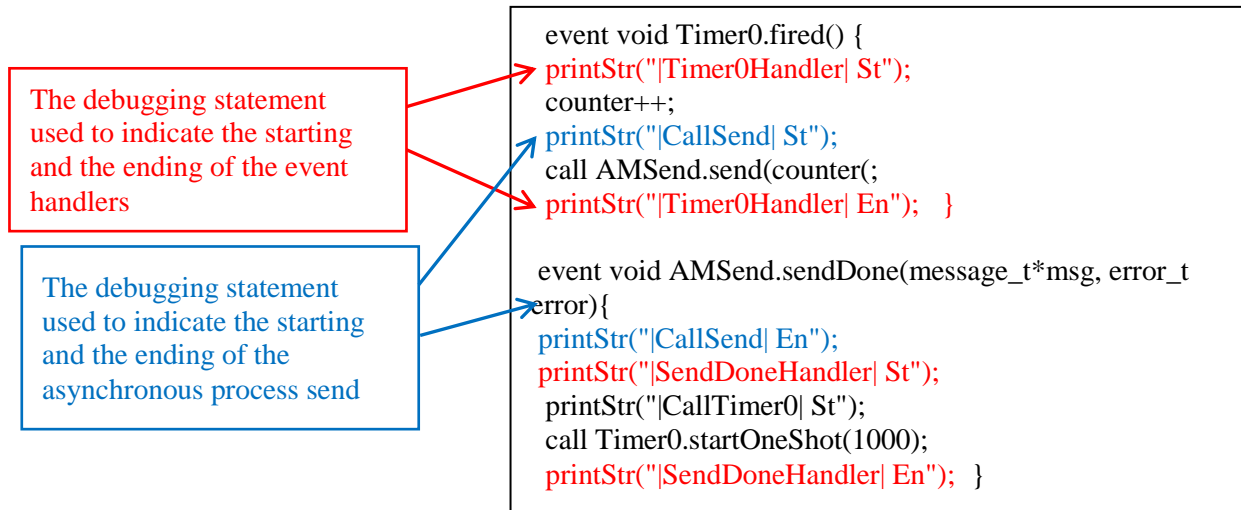 The debugging statement
used to indicate the starting
and the ending of the event
handlers
The debugging statement
used to indicate the starting
and the ending of the
asynchronous process send
event void Timer0.fired() {
printStr("|Timer0Handler| St");
counter++;
printStr("|CallSend| St");
call AMSend.send(counter(;
printStr("|Timer0Handler| En"); }
event void AMSend.sendDone(message_t*msg, error_t
error){
printStr("|CallSend| En");
printStr("|SendDoneHandler| St");
printStr("|CallTimer0| St");
call Timer0.startOneShot(1000);
printStr("|SendDoneHandler| En"); }